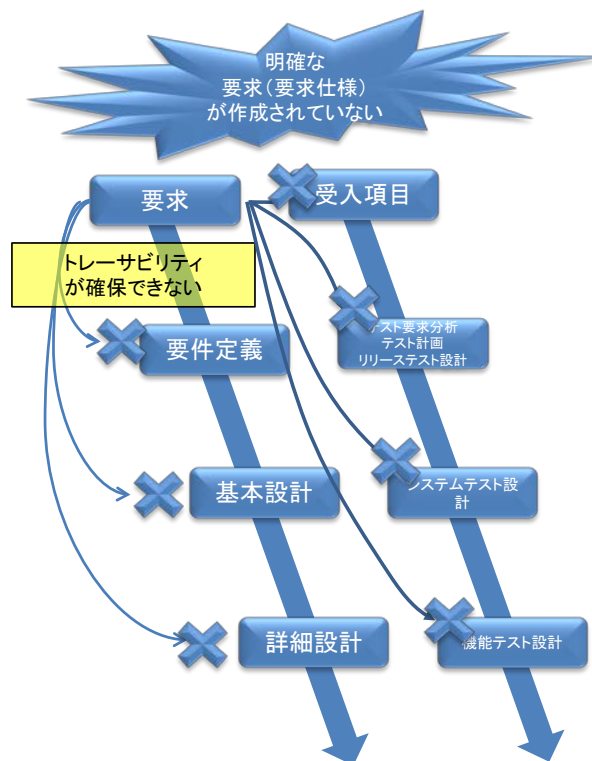 明確な
要求(要求仕様)
が作成されていない
要求
受入項目
トレーサビリティ
が確保できない
要件定義
テスト要求分析
テスト計画
リリーステスト設計
基本設計
システムテスト設
計
詳細設計
機能テスト設計